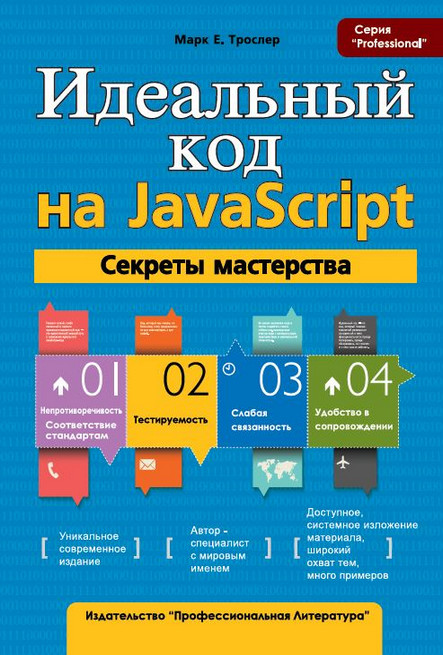 Марк Е. Трослер
Серия
"Professional"
Идеальный
код
на JavaScript
Секреты мастерства
01
Непротиворечивость
Соответствие
стандартам
02
Тестируемость
03
Слабая
связанность
04
Удобство в
сопровождении
Уникальное
современное
издание
Автор -
специалист
с мировым
именем
Доступное,
системное изложение
материала,
широкий
охват тем,
много примеров
Издательство "Профессиональная Литература"